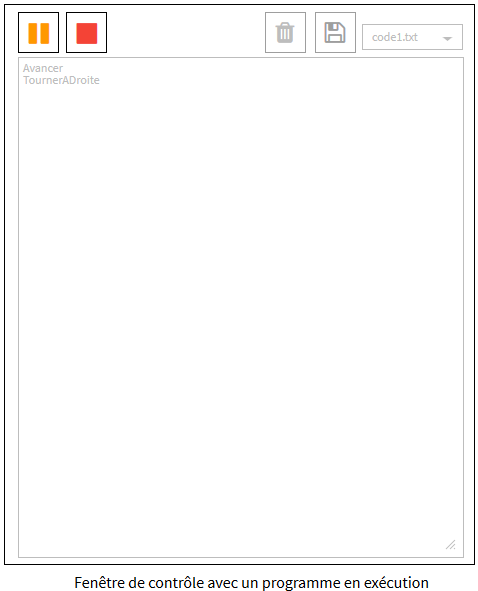 code1.txt
Avancer
TournerADroite
Fenêtre de contrôle avec un programme en exécution